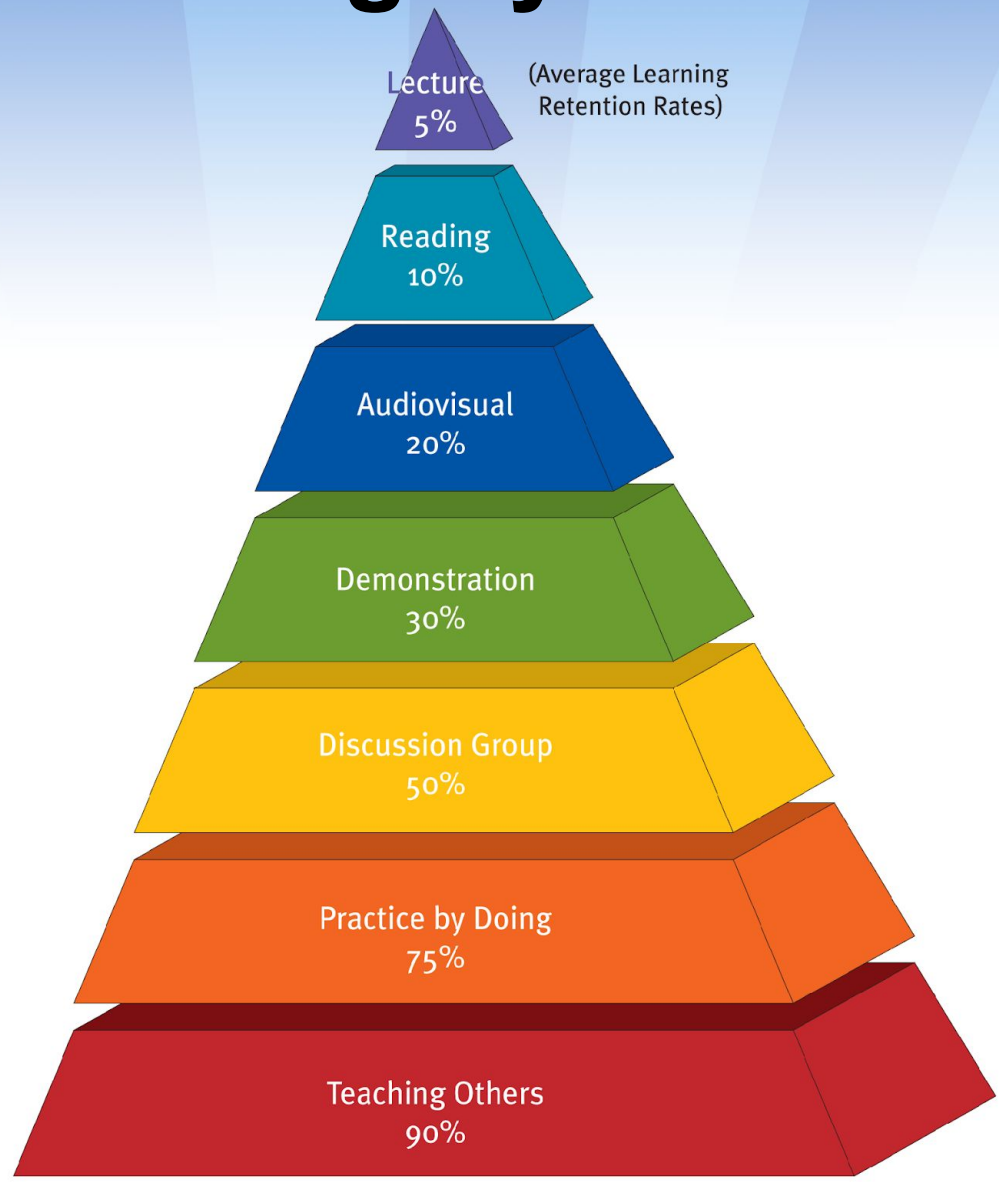 Lecture
5%
(Average Learning
Retention Rates)
Reading
10%
Audiovisual
20%
Demonstration
30%
Discussion Group
50%
Practice by Doing
75%
Teaching Others
90%